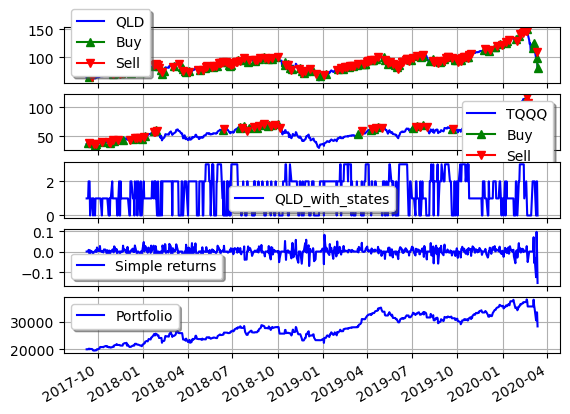 150
100
QLD
Buy
Sell
100
50
TQQQ
Buy
Sell
2
0
QLD_with_states
0.1
0.0
−0.1
Simple returns
30000
20000
Portfolio
2017-10 2018-01 2018-04 2018-07 2018-10 2019-01 2019-04 2019-07 2019-10 2020-01 2020-04